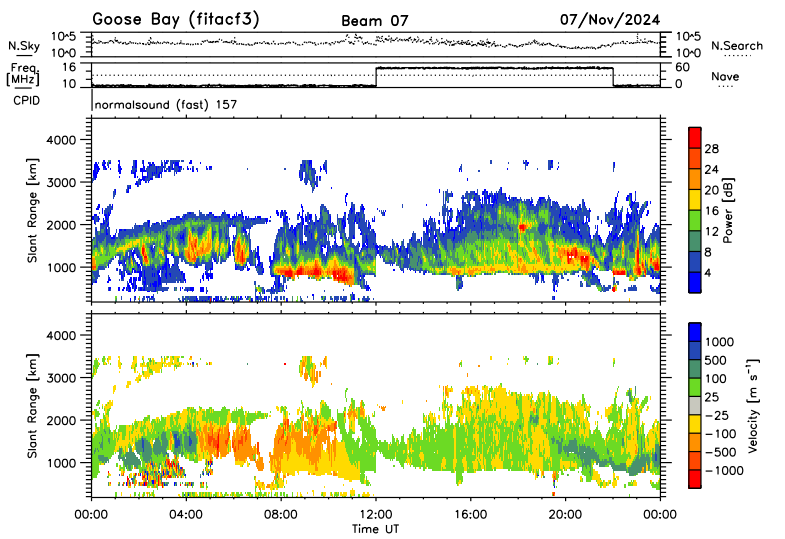 Goose Bay (fitacf3) Beam 07 07/Nov/2024
N.Sky 10^5 10^0 10^5 10^0 N.Search
Freq. [MHz] 16 10 60 0 Nave
CPID normalsound (fast) 157
Slant Range [km] 4000 3000 2000 1000
Power [dB] 28 24 20 16 12 8 4
Slant Range [km] 4000 3000 2000 1000
Velocity [m s⁻¹] 1000 500 100 25 −25 −100 −500 −1000
00:00 04:00 08:00 12:00 16:00 20:00 00:00
Time UT